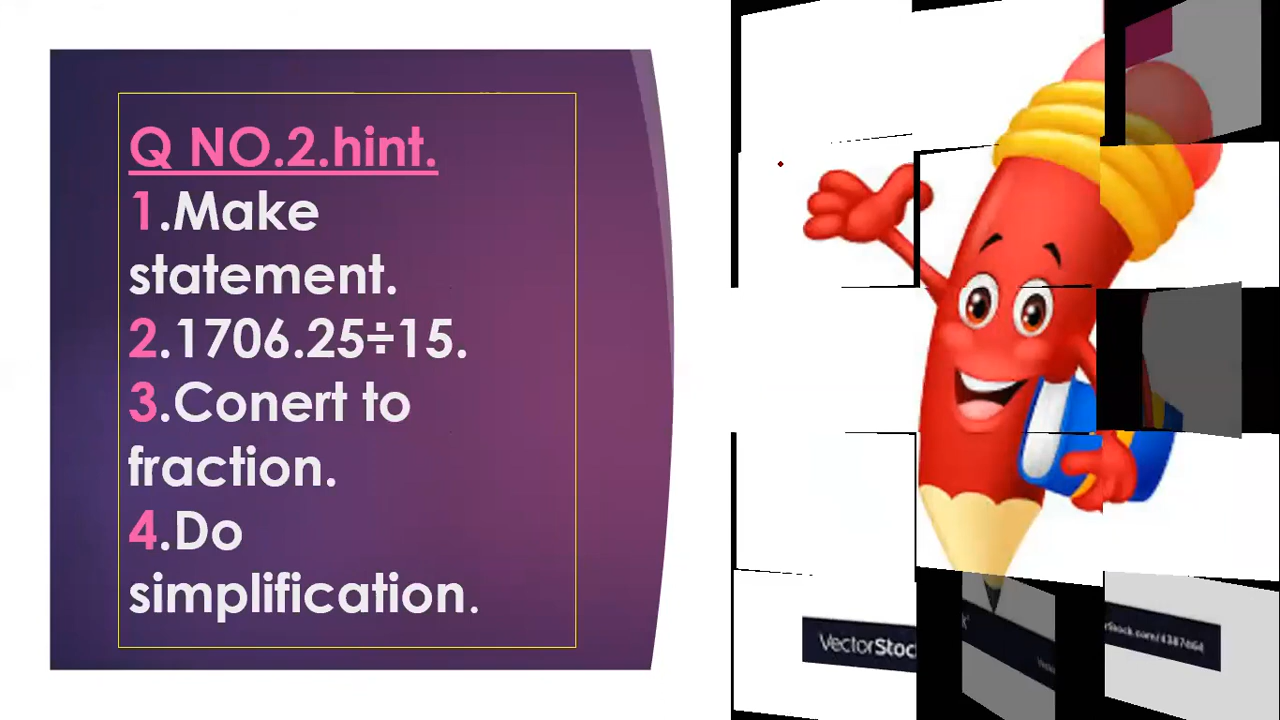 Q NO.2.hint.
1.Make
statement.
2.1706.25÷15.
3.Conert to
fraction.
4.Do
simplification.
VectorStoc